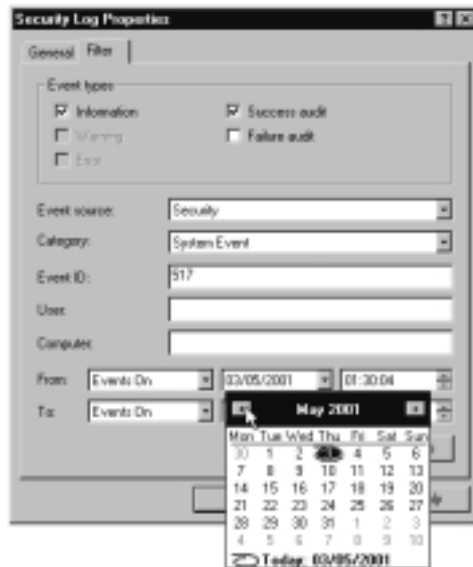 Security Log Properties
General Filter
Event types
Information Success audit
Warning Failure audit
Error
Event source: Security
Category: System Event
Event ID: 517
User:
Computer:
From: Events On 03/05/2001 01:30:04
To: Events On
May 2001
Mon Tue Wed Thu Fri Sat Sun
30 1 2 3 4 5 6
7 8 9 10 11 12 13
14 15 16 17 18 19 20
21 22 23 24 25 26 27
28 29 30 31 1 2 3
4 5 6 7 8 9 10
Today: 03/05/2001